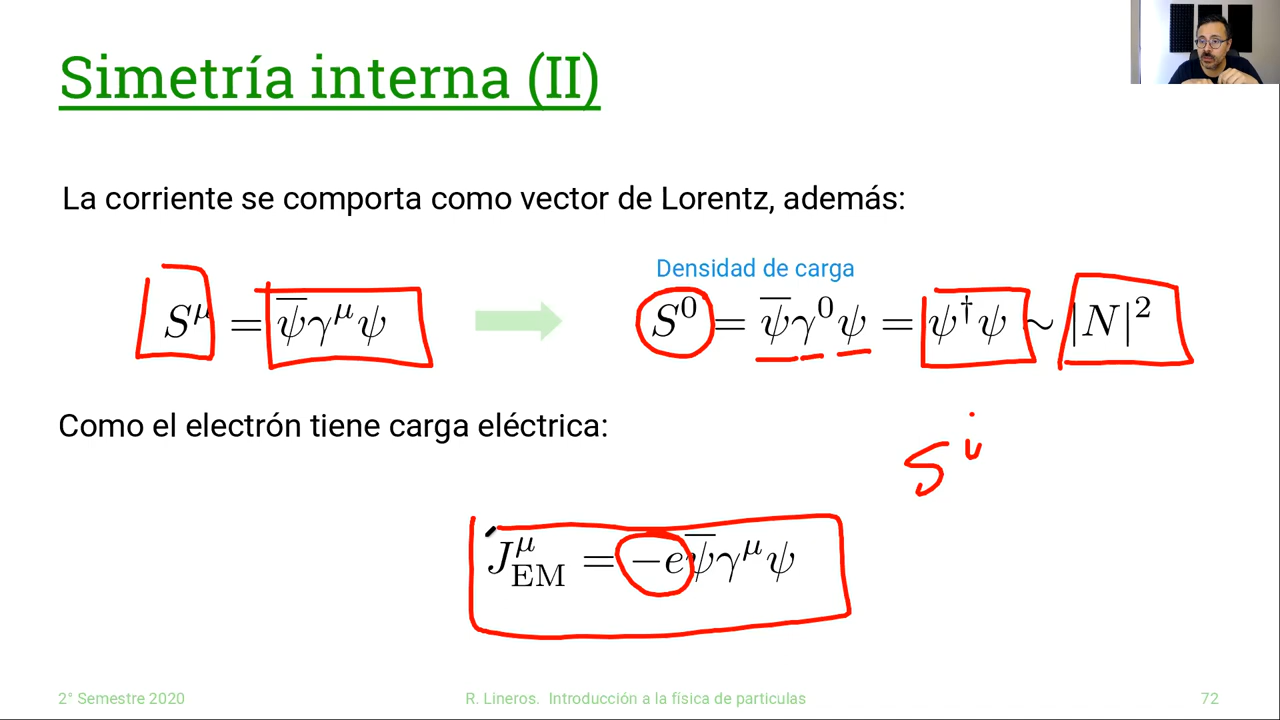 Simetría interna (II)
La corriente se comporta como vector de Lorentz, además:
Densidad de carga
S^μ = ψ̅γ^μψ
S^0 = ψ̅γ^0ψ = ψ^†ψ ∼ |N|^2
Como el electrón tiene carga eléctrica:
S^i
J^μ_EM = −eψ̅γ^μψ
2° Semestre 2020
R. Lineros. Introducción a la física de particulas
72